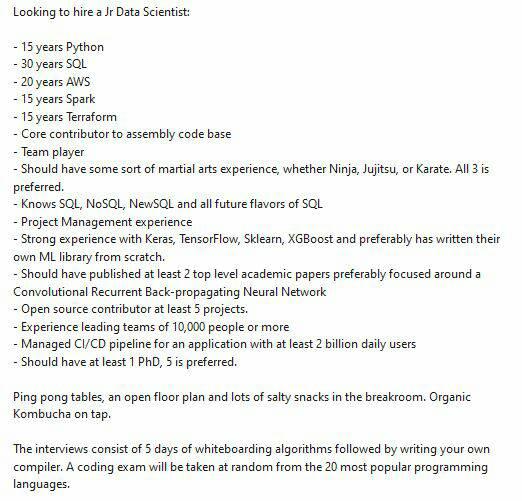 Looking to hire a Jr Data Scientist:
- 15 years Python
- 30 years SQL
- 20 years AWS
- 15 years Spark
- 15 years Terraform
- Core contributor to assembly code base
- Team player
- Should have some sort of martial arts experience, whether Ninja, Jujitsu, or Karate. All 3 is
preferred.
- Knows SQL, NoSQL, NewSQL and all future flavors of SQL
- Project Management experience
- Strong experience with Keras, TensorFlow, Sklearn, XGBoost and preferably has written their
own ML library from scratch.
- Should have published at least 2 top level academic papers preferably focused around a
Convolutional Recurrent Back-propagating Neural Network
- Open source contributor at least 5 projects.
- Experience leading teams of 10,000 people or more
- Managed CI/CD pipeline for an application with at least 2 billion daily users
- Should have at least 1 PhD, 5 is preferred.
Ping pong tables, an open floor plan and lots of salty snacks in the breakroom. Organic
Kombucha on tap.
The interviews consist of 5 days of whiteboarding algorithms followed by writing your own
compiler. A coding exam will be taken at random from the 20 most popular programming
languages.